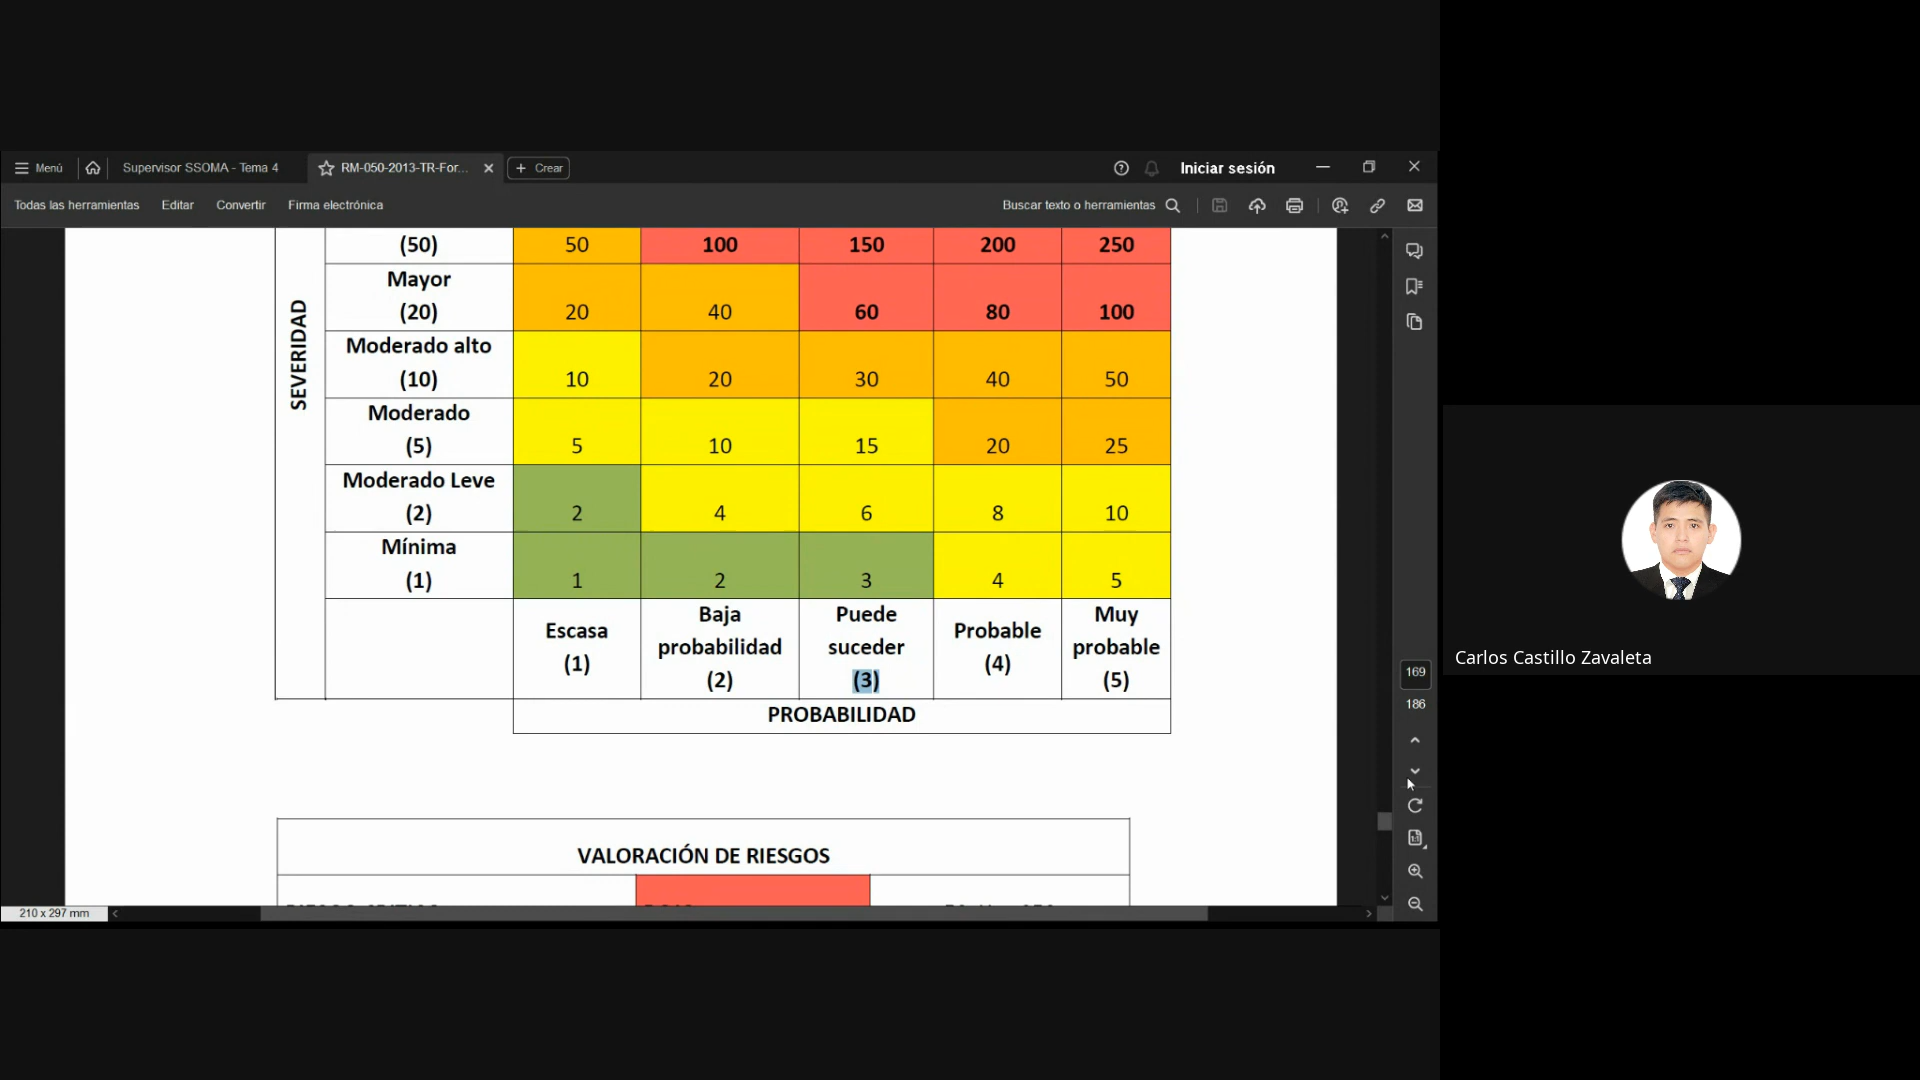 Menú
Supervisor SSOMA - Tema 4
RM-050-2013-TR-For...
Crear
Iniciar sesión
Todas las herramientas
Editar
Convertir
Firma electrónica
Buscar texto o herramientas
SEVERIDAD
(50) 50 100 150 200 250
Mayor
(20) 20 40 60 80 100
Moderado alto
(10) 10 20 30 40 50
Moderado
(5) 5 10 15 20 25
Moderado Leve
(2) 2 4 6 8 10
Mínima
(1) 1 2 3 4 5
Escasa
(1)
Baja
probabilidad
(2)
Puede
suceder
(3)
Probable
(4)
Muy
probable
(5)
PROBABILIDAD
VALORACIÓN DE RIESGOS
169
186
210 x 297 mm
Carlos Castillo Zavaleta